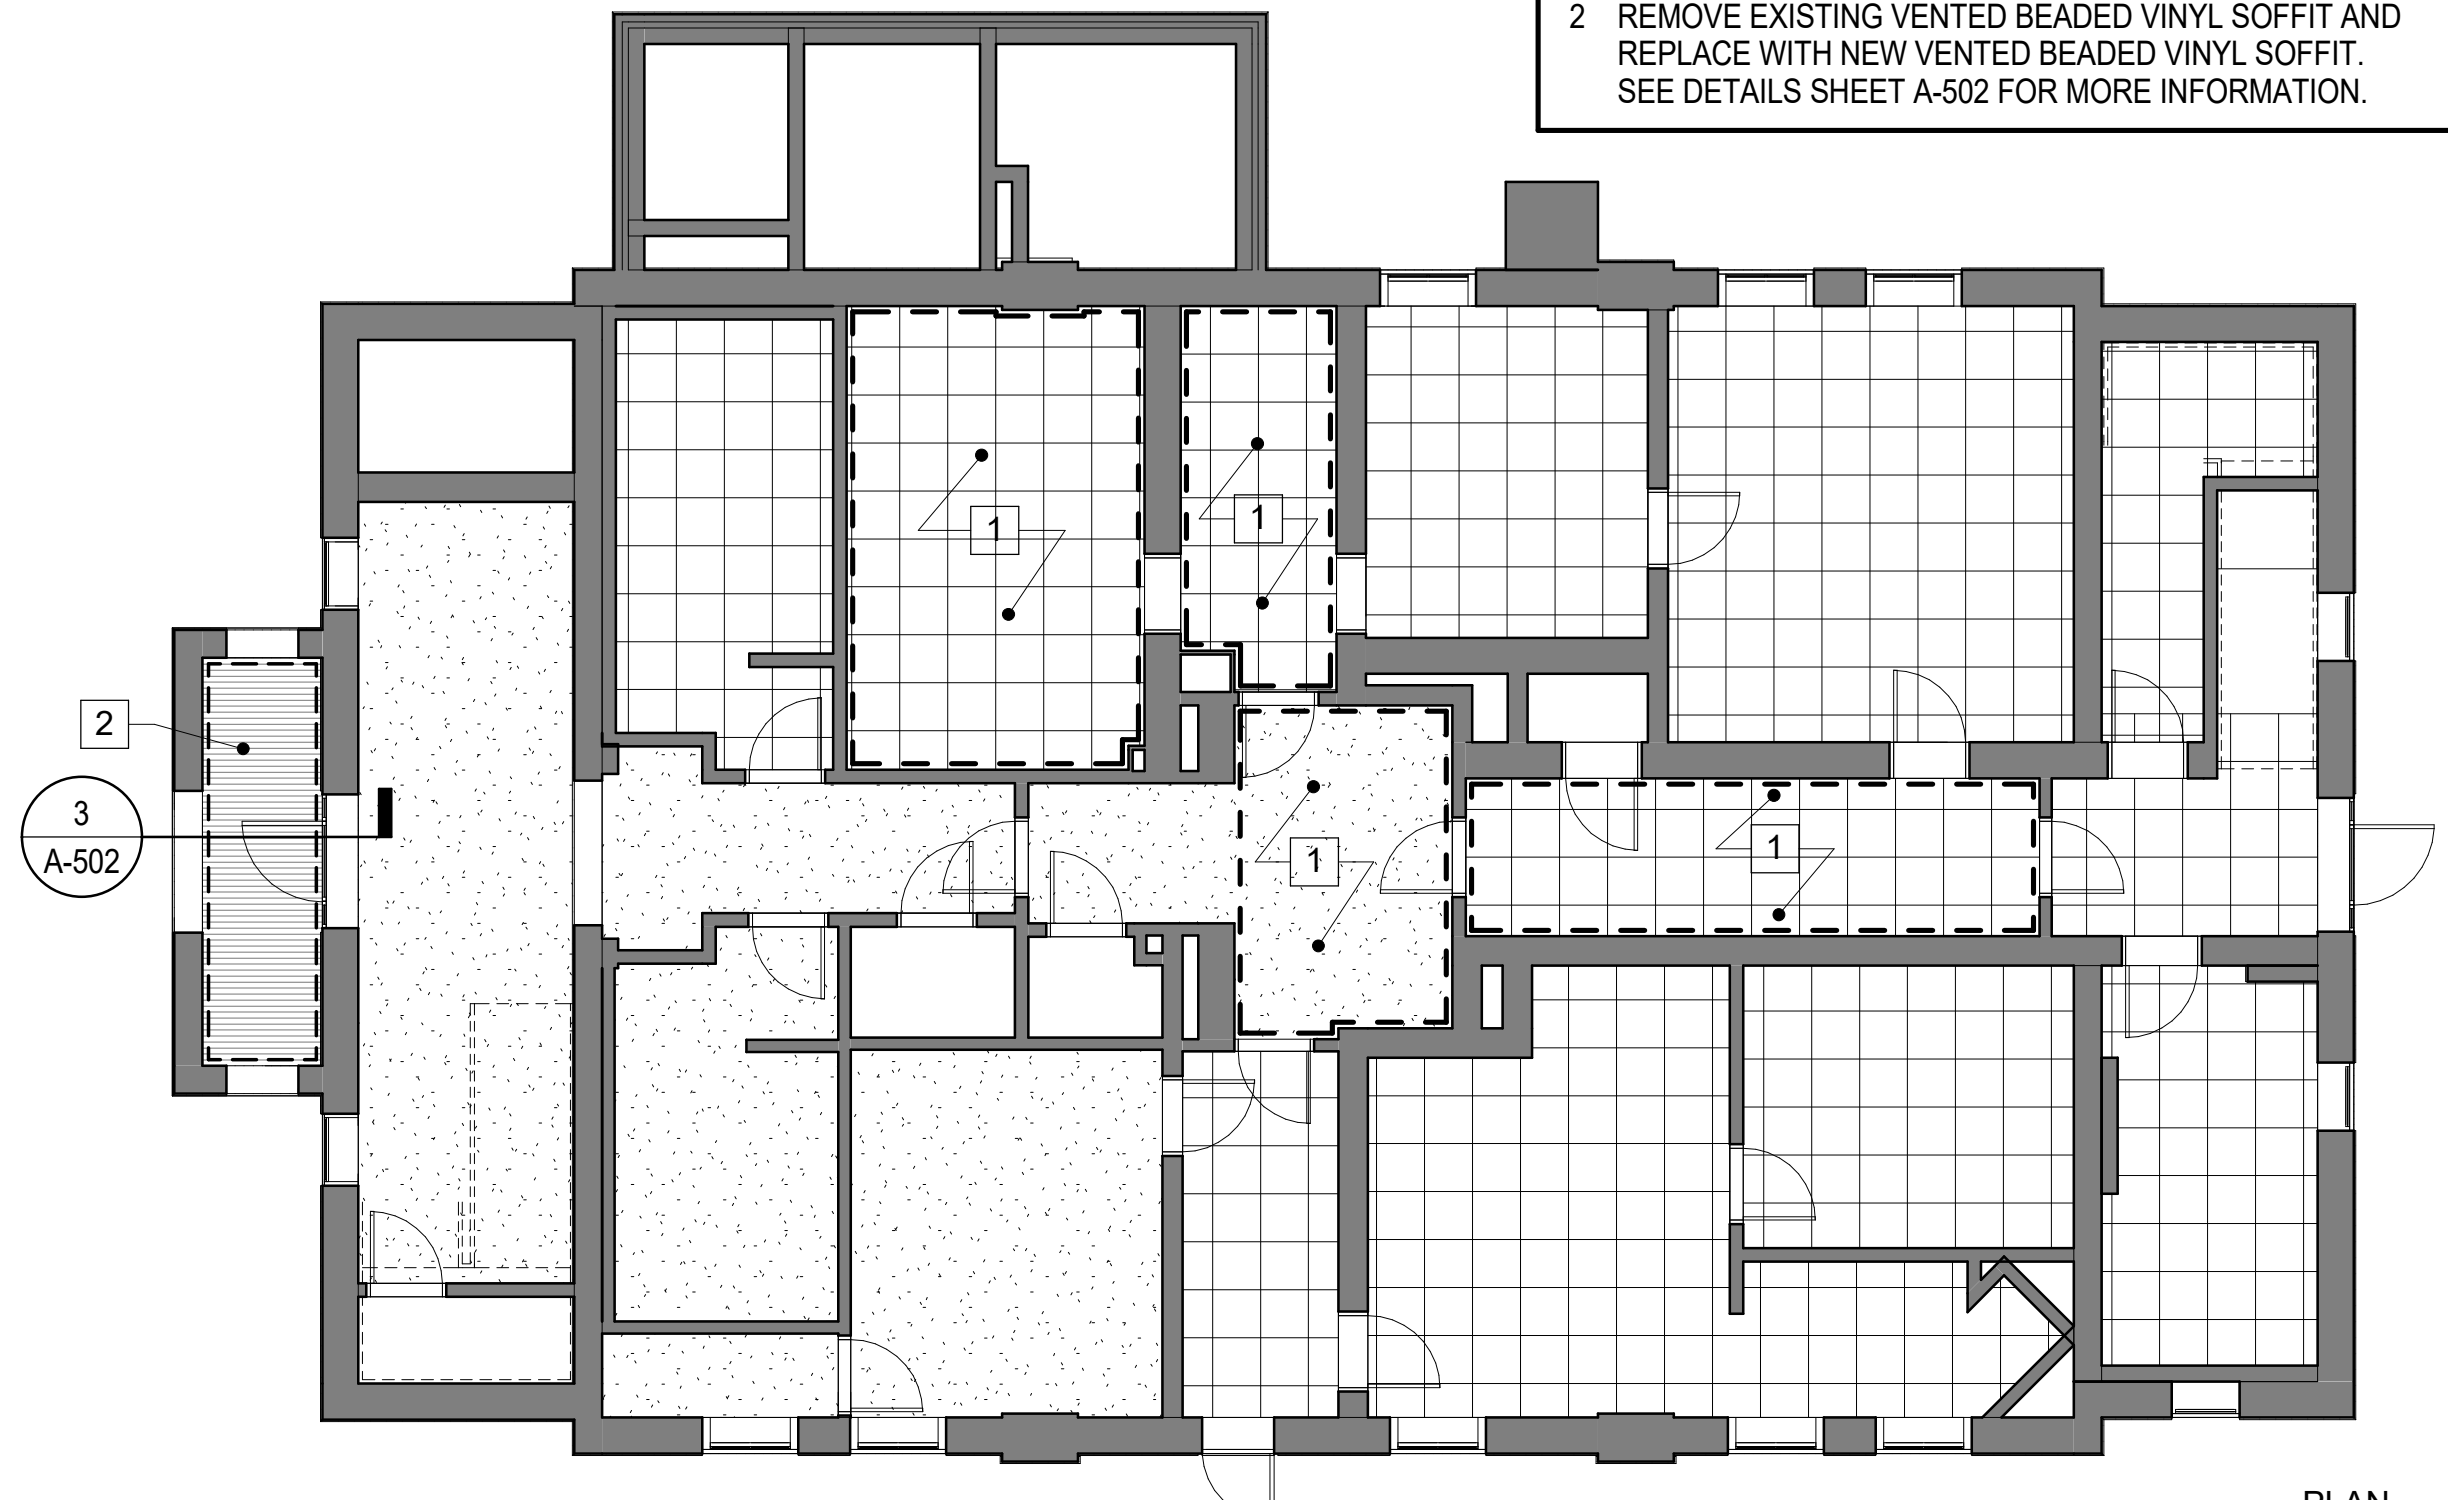 2 REMOVE EXISTING VENTED BEADED VINYL SOFFIT AND
REPLACE WITH NEW VENTED BEADED VINYL SOFFIT.
SEE DETAILS SHEET A-502 FOR MORE INFORMATION.
1
1
2
3
A-502
1
1
PLAN